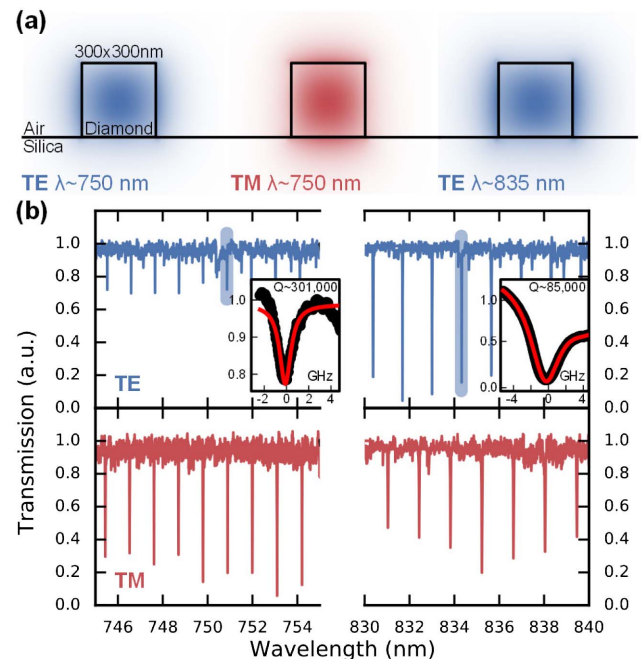 (a)
300x300nm
Air
Diamond
Silica
TE λ~750 nm
TM λ~750 nm
TE λ~835 nm
(b)
1.0
0.8
0.6
0.4
0.2
0.0
TE
Q~301,000
1.0
0.9
0.8
GHz
-2 0 2 4
Q~85,000
1.0
0.5
0.0
GHz
-4 0 4
Transmission (a.u.)
1.0
0.8
0.6
0.4
0.2
0.0
TM
746 748 750 752 754 830 832 834 836 838 840
Wavelength (nm)